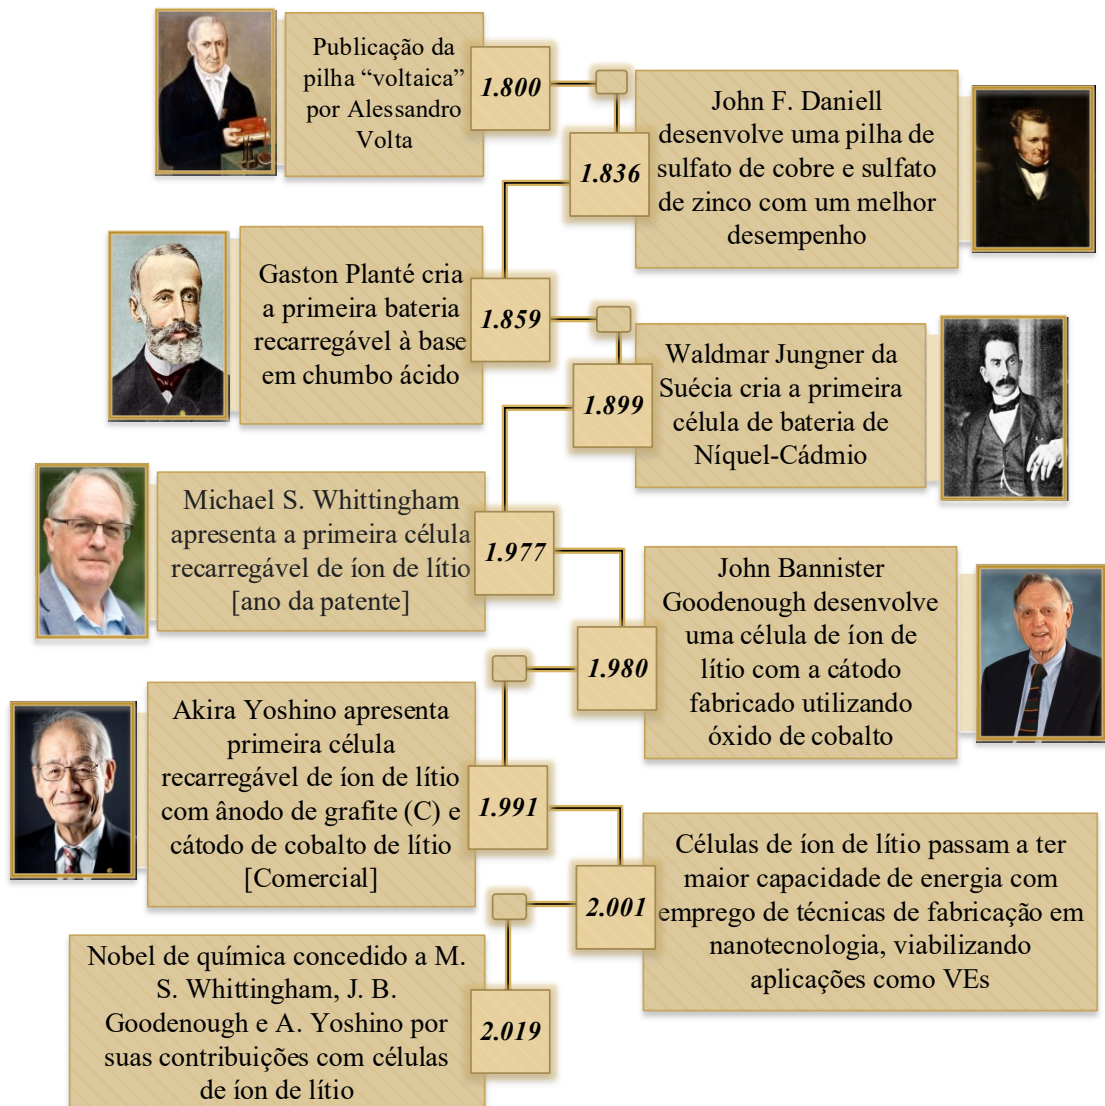 Publicação da
pilha “voltaica”
por Alessandro
Volta
1.800
John F. Daniell
desenvolve uma pilha de
sulfato de cobre e sulfato
de zinco com um melhor
desempenho
1.836
Gaston Planté cria
a primeira bateria
recarregável à base
em chumbo ácido
1.859
Waldmar Jungner da
Suécia cria a primeira
célula de bateria de
Níquel-Cádmio
1.899
Michael S. Whittingham
apresenta a primeira célula
recarregável de íon de lítio
[ano da patente]
1.977
John Bannister
Goodenough desenvolve
uma célula de íon de
lítio com a cátodo
fabricado utilizando
óxido de cobalto
1.980
Akira Yoshino apresenta
primeira célula
recarregável de íon de lítio
com ânodo de grafite (C) e
cátodo de cobalto de lítio
[Comercial]
1.991
Células de íon de lítio passam a ter
maior capacidade de energia com
emprego de técnicas de fabricação em
nanotecnologia, viabilizando
aplicações como VEs
2.001
Nobel de química concedido a M.
S. Whittingham, J. B.
Goodenough e A. Yoshino por
suas contribuições com células
de íon de lítio
2.019